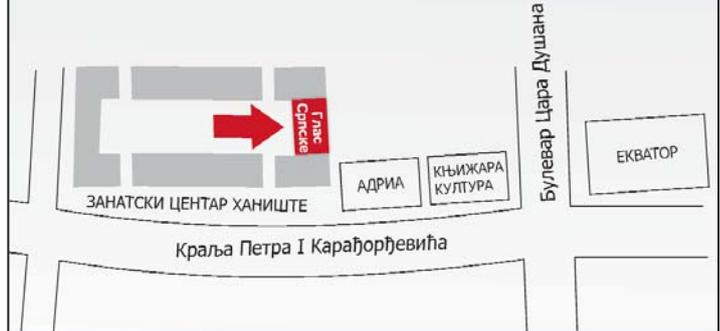 Булевар Цара Душана
Глас
Српске
ЕКВАТОР
АДРИА
КЊИЖАРА
КУЛТУРА
ЗАНАТСКИ ЦЕНТАР ХАНИШТЕ
Краља Петра I Карађорђевића